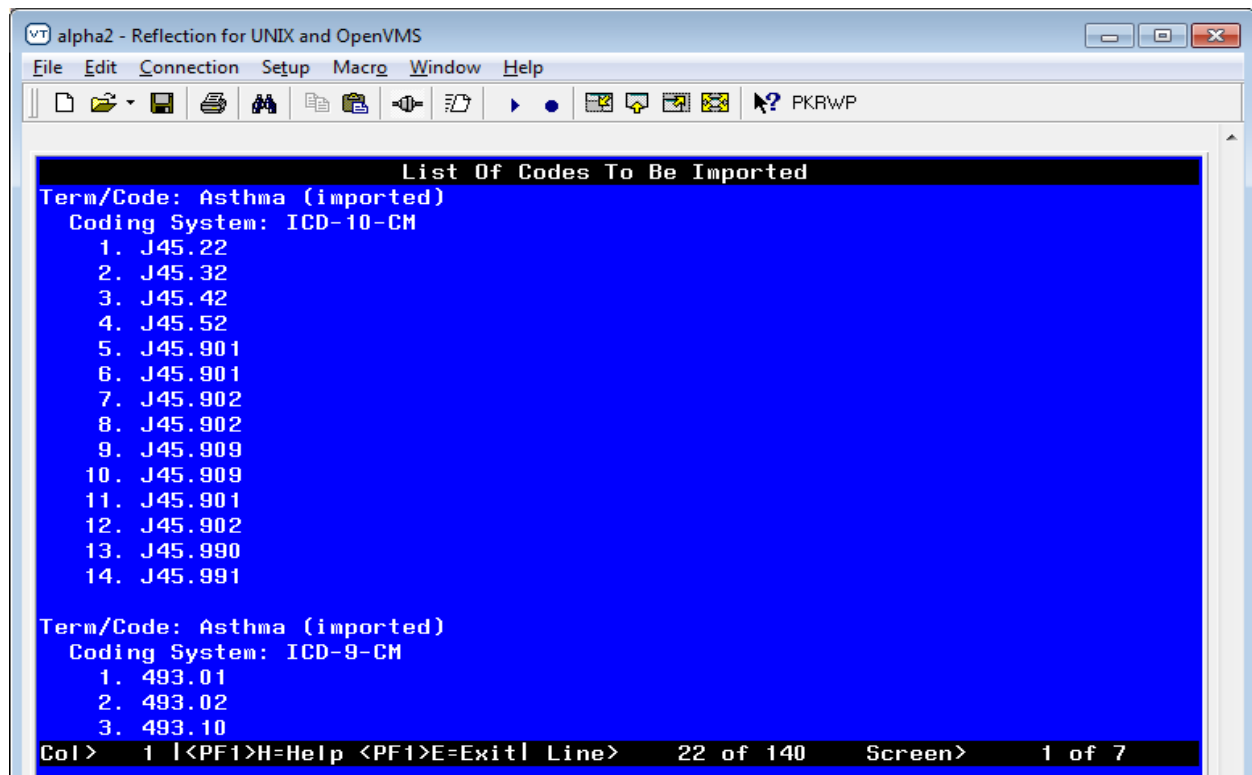 VT alpha2 - Reflection for UNIX and OpenVMS
File Edit Connection Setup Macro Window Help
PKRWP
List Of Codes To Be Imported
Term/Code: Asthma (imported)
Coding System: ICD-10-CM
1. J45.22
2. J45.32
3. J45.42
4. J45.52
5. J45.901
6. J45.901
7. J45.902
8. J45.902
9. J45.909
10. J45.909
11. J45.901
12. J45.902
13. J45.990
14. J45.991
Term/Code: Asthma (imported)
Coding System: ICD-9-CM
1. 493.01
2. 493.02
3. 493.10
Col> 1 |<PF1>H=Help <PF1>E=Exit| Line> 22 of 140 Screen> 1 of 7